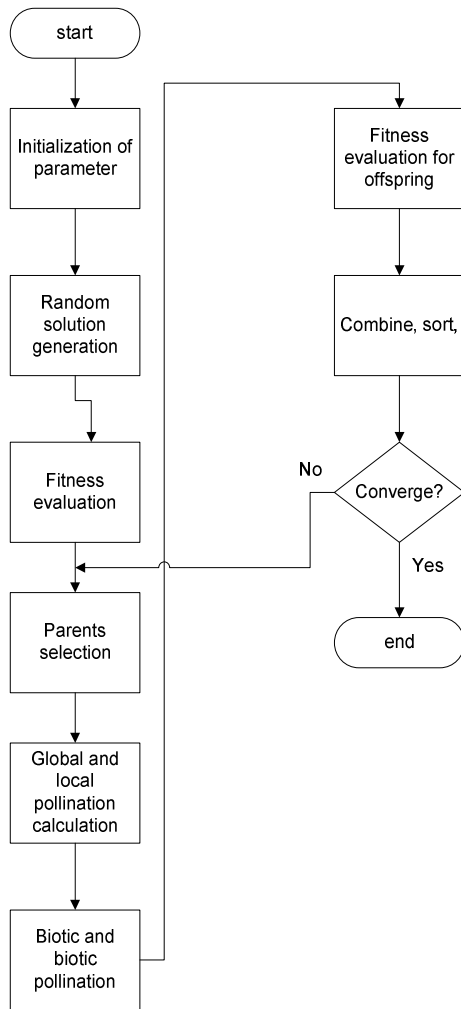 start
Initialization of
parameter
Random
solution
generation
Fitness
evaluation
Parents
selection
Global and
local
pollination
calculation
Biotic and
biotic
pollination
Fitness
evaluation for
offspring
Combine, sort,
Converge?
No
Yes
end